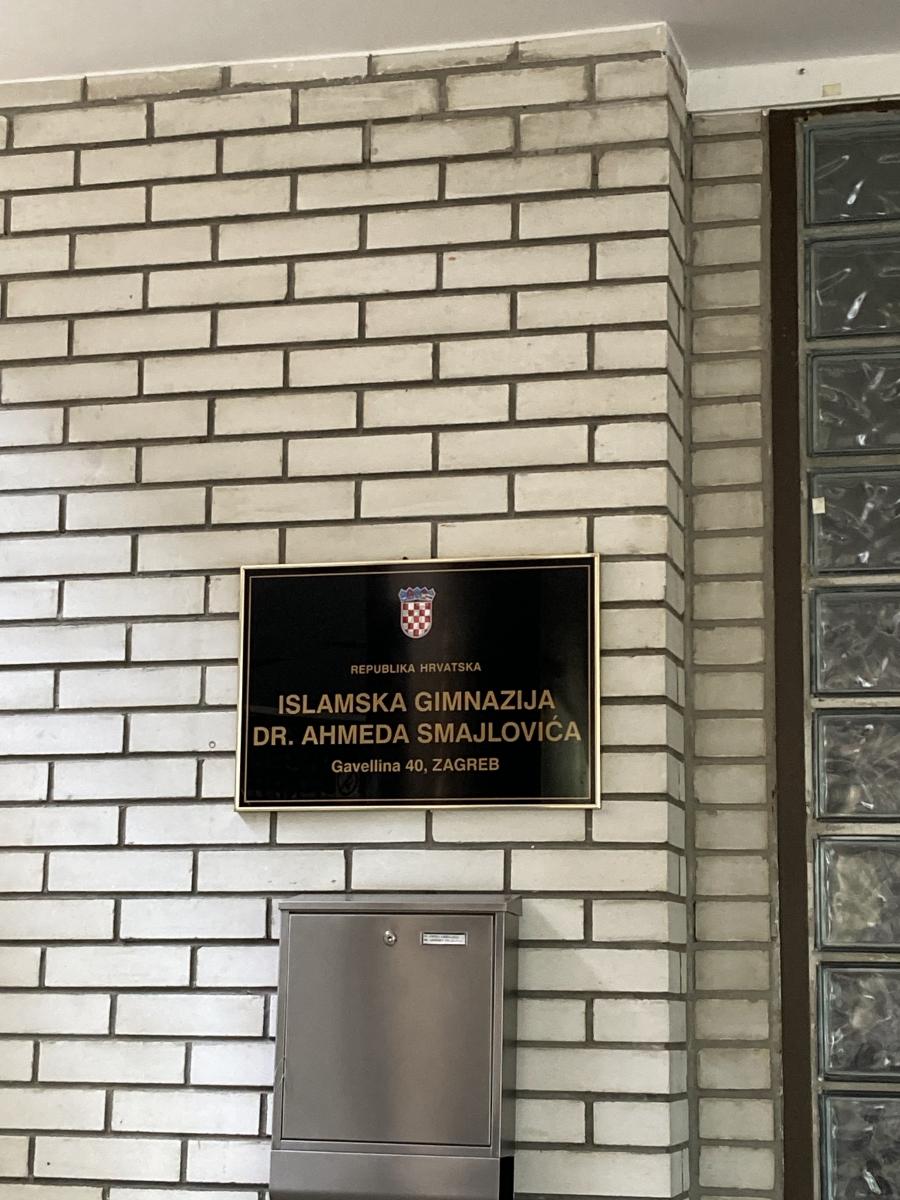 REPUBLIKA HRVATSKA
ISLAMSKA GIMNAZIJA
DR. AHMEDA SMAJLOVIĆA
Gavellina 40, ZAGREB